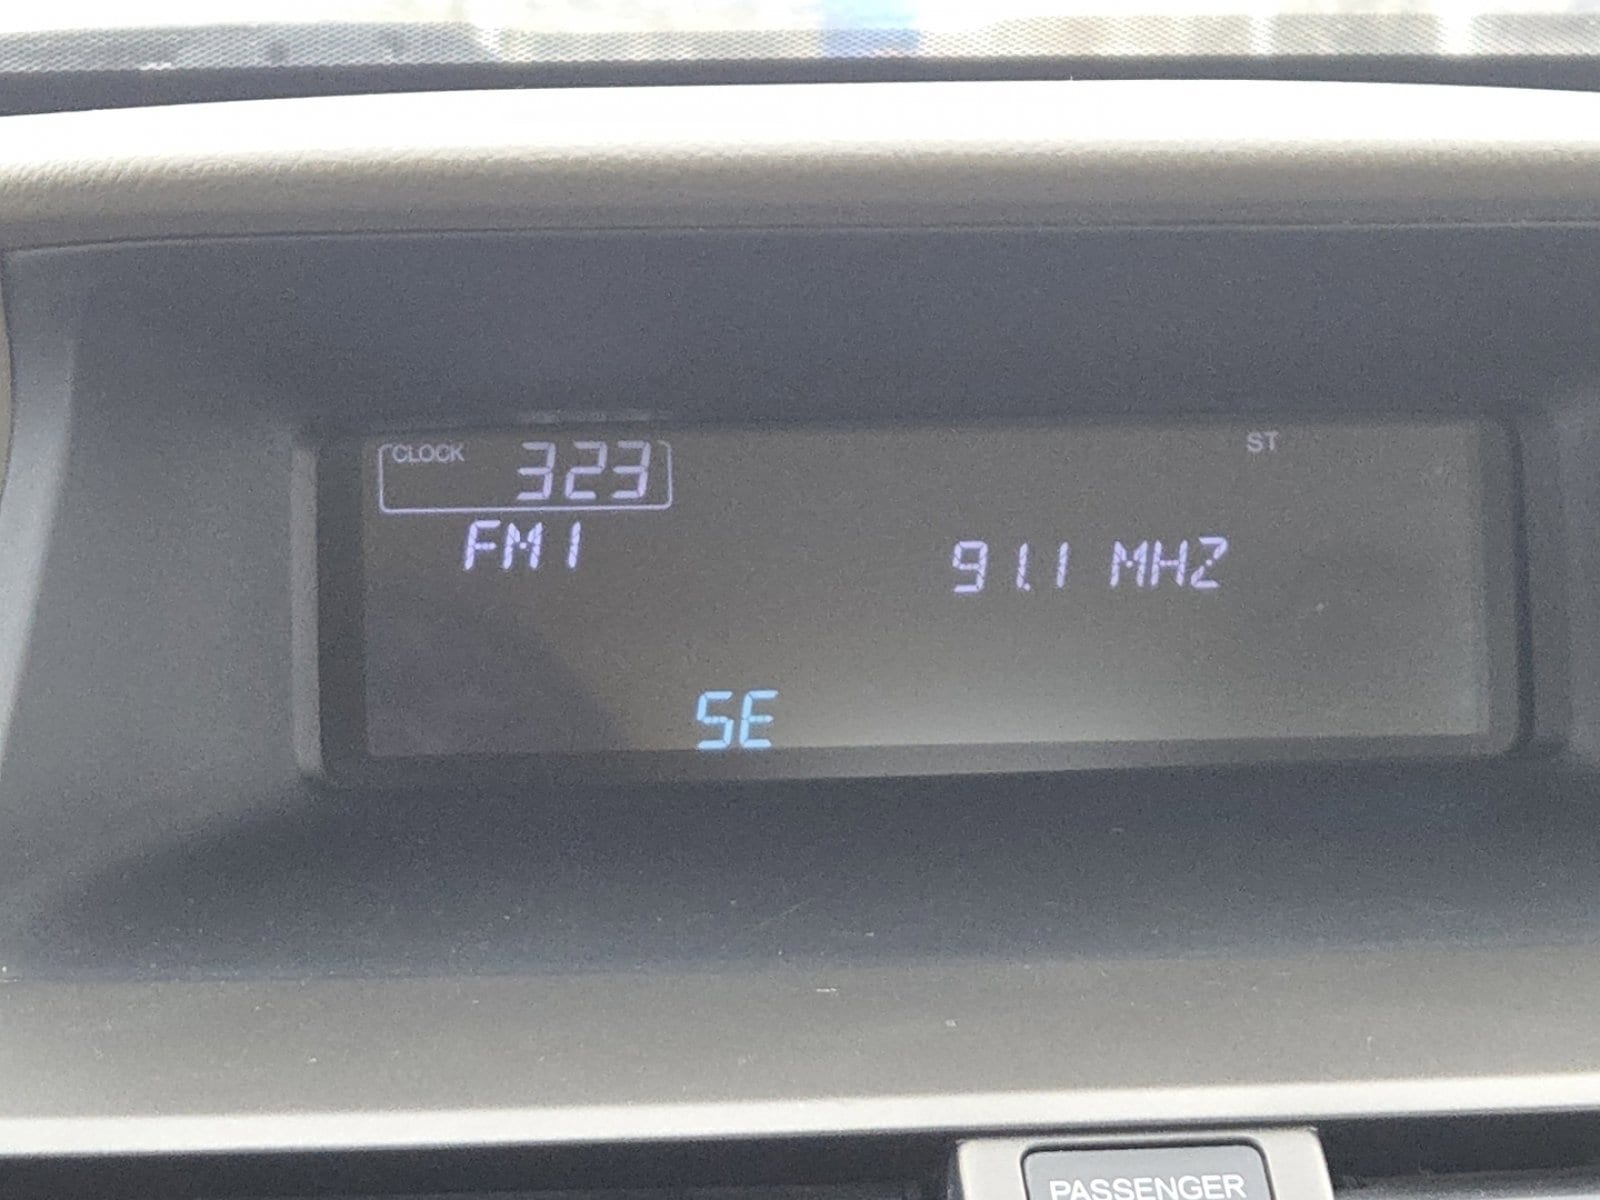 CLOCK 323 ST
FM1 91.1 MHZ
SE
PASSENGER